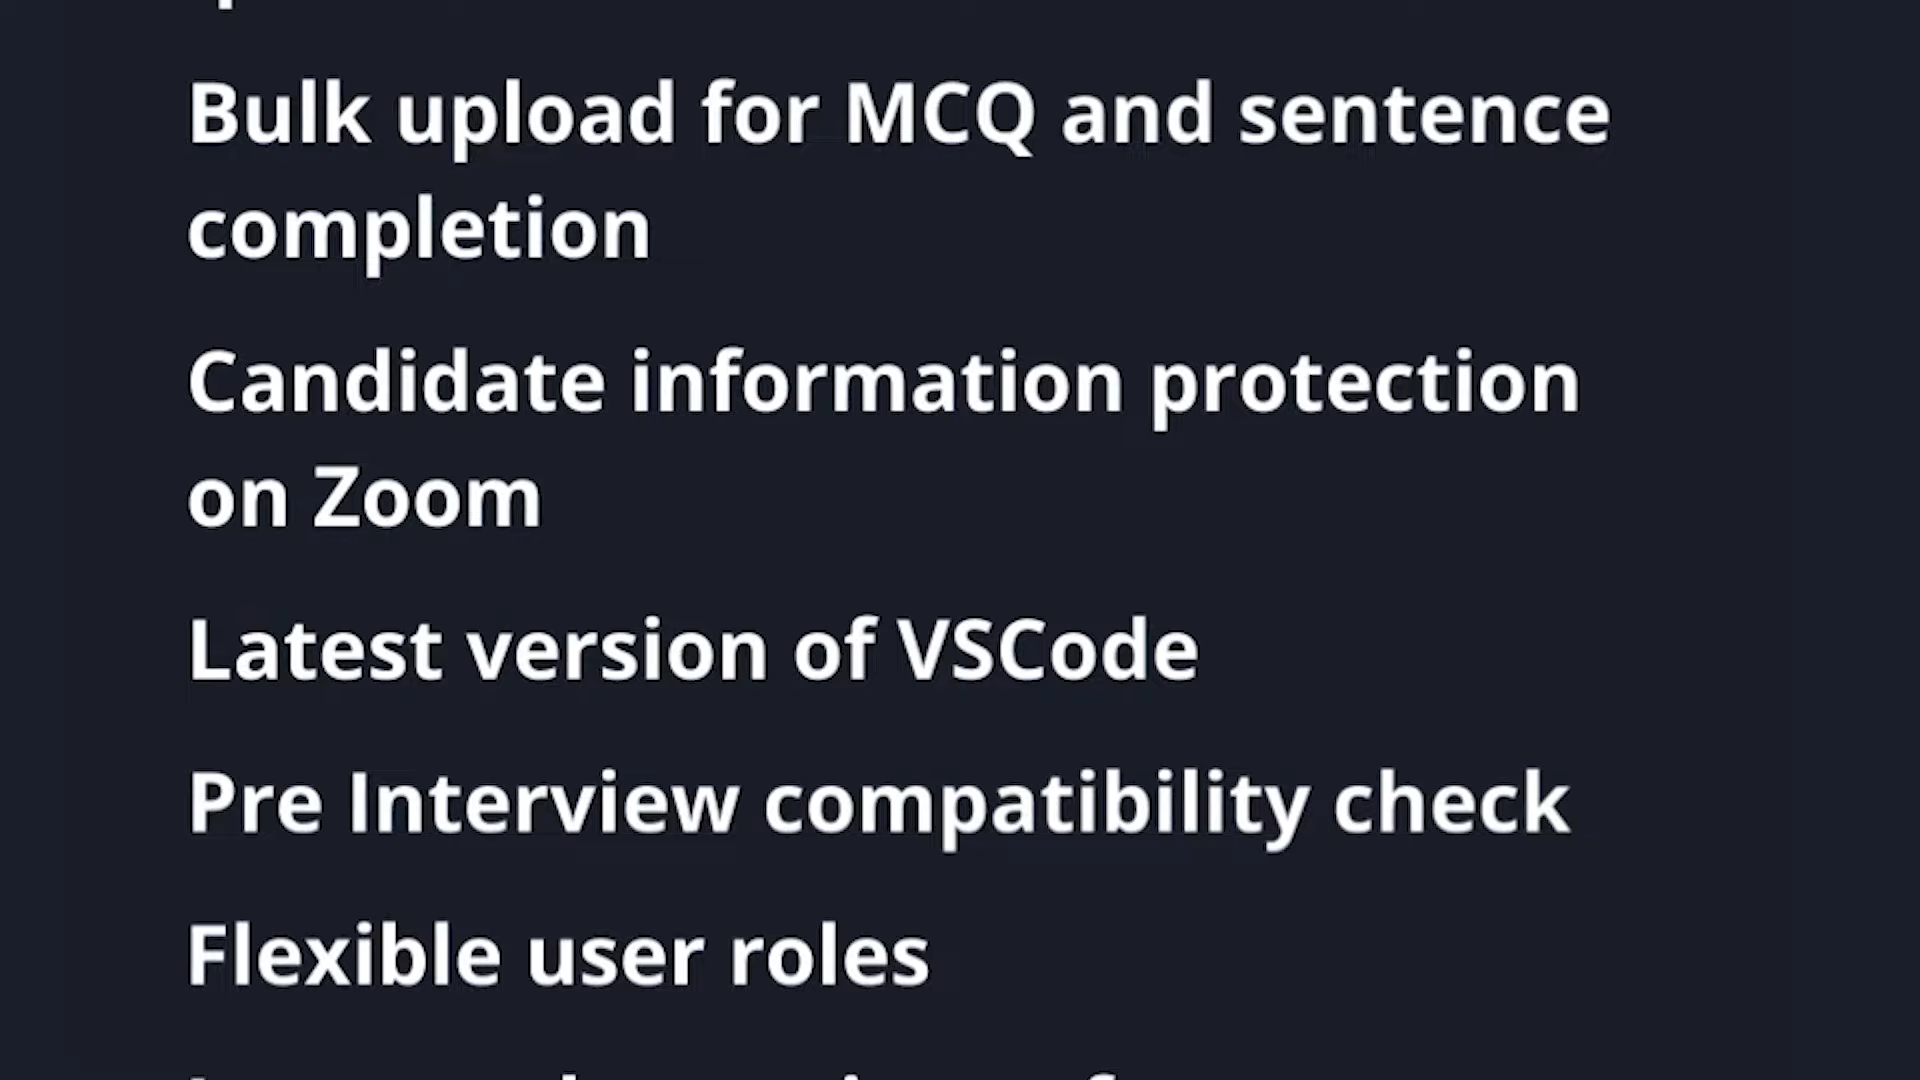 Bulk upload for MCQ and sentence
completion
Candidate information protection
on Zoom
Latest version of VSCode
Pre Interview compatibility check
Flexible user roles